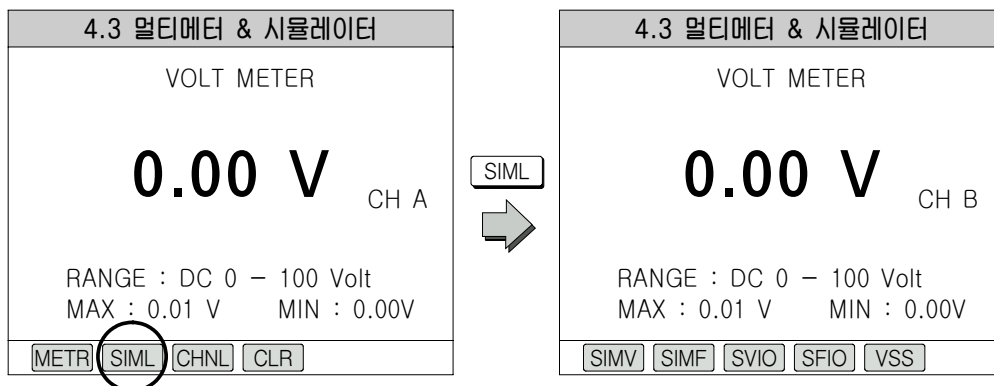 4.3 멀티메터 & 시뮬레이터
VOLT METER
0.00 V
CH A
RANGE : DC 0 – 100 Volt
MAX : 0.01 V MIN : 0.00V
METR SIML CHNL CLR
SIML
4.3 멀티메터 & 시뮬레이터
VOLT METER
0.00 V
CH B
RANGE : DC 0 – 100 Volt
MAX : 0.01 V MIN : 0.00V
SIMV SIMF SVIO SFIO VSS